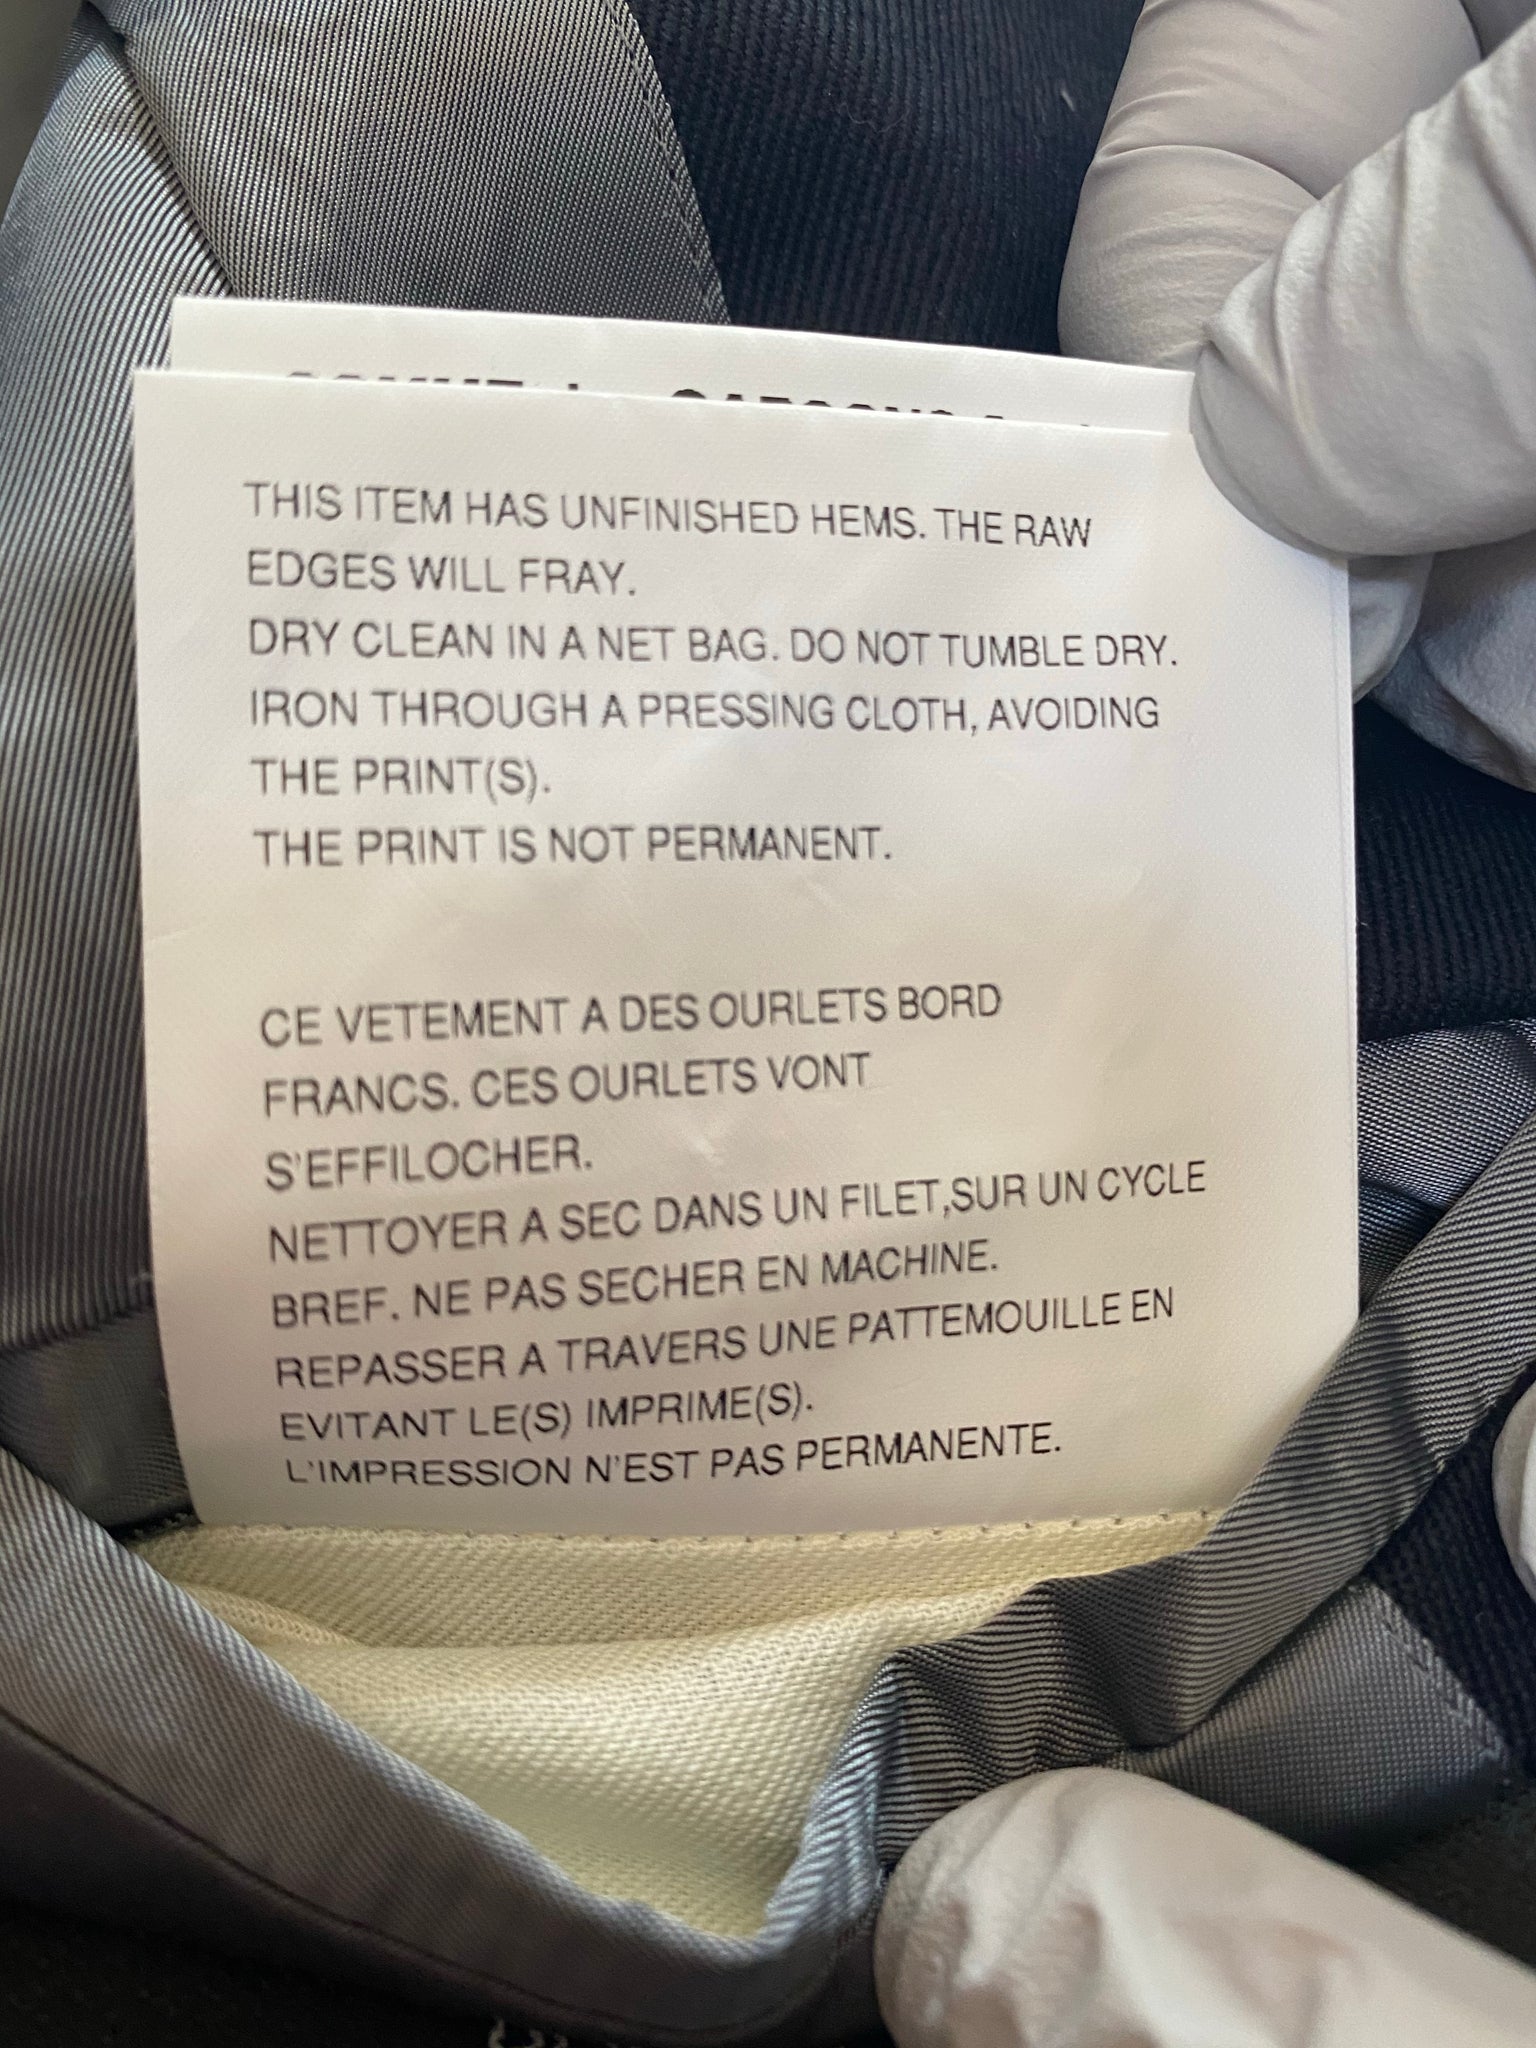 THIS ITEM HAS UNFINISHED HEMS. THE RAW
EDGES WILL FRAY.
DRY CLEAN IN A NET BAG. DO NOT TUMBLE DRY.
IRON THROUGH A PRESSING CLOTH, AVOIDING
THE PRINT(S).
THE PRINT IS NOT PERMANENT.
CE VETEMENT A DES OURLETS BORD
FRANCS. CES OURLETS VONT
S'EFFILOCHER.
NETTOYER A SEC DANS UN FILET,SUR UN CYCLE
BREF. NE PAS SECHER EN MACHINE.
REPASSER A TRAVERS UNE PATTEMOUILLE EN
EVITANT LE(S) IMPRIME(S).
L'IMPRESSION N'EST PAS PERMANENTE.